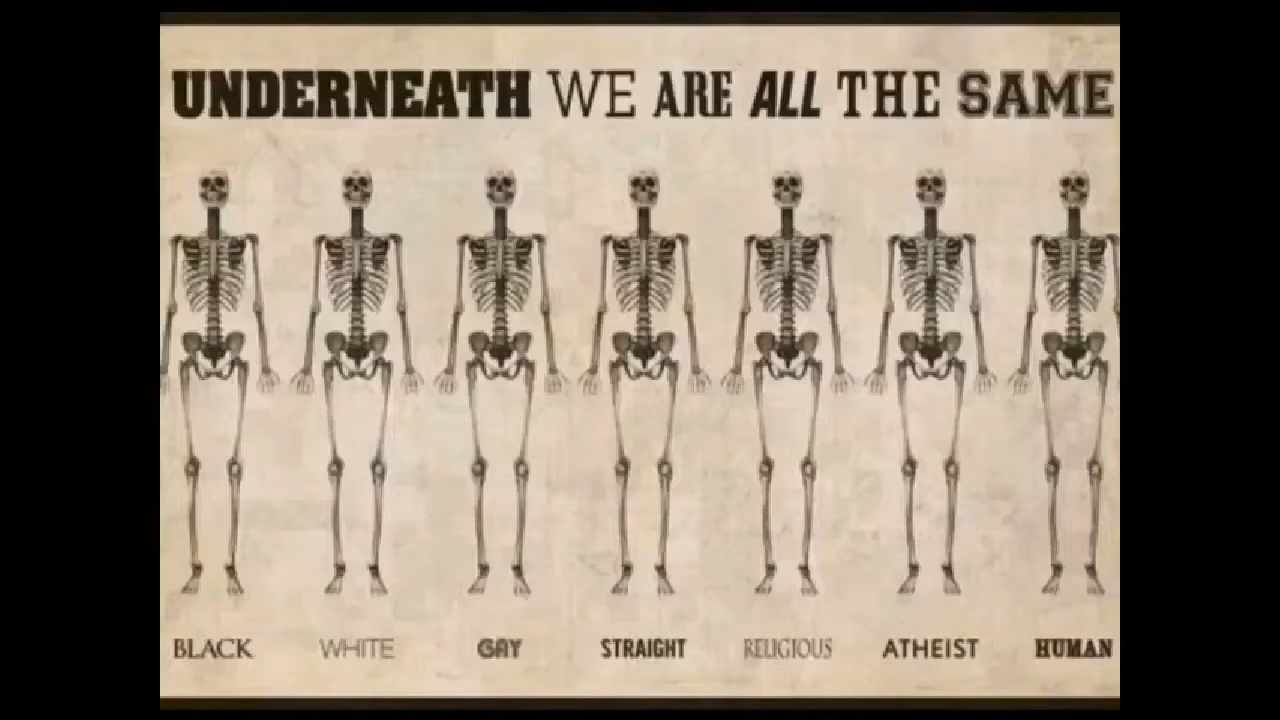 UNDERNEATH WE ARE ALL THE SAME
BLACK WHITE GAY STRAIGHT RELIGIOUS ATHEIST HUMAN